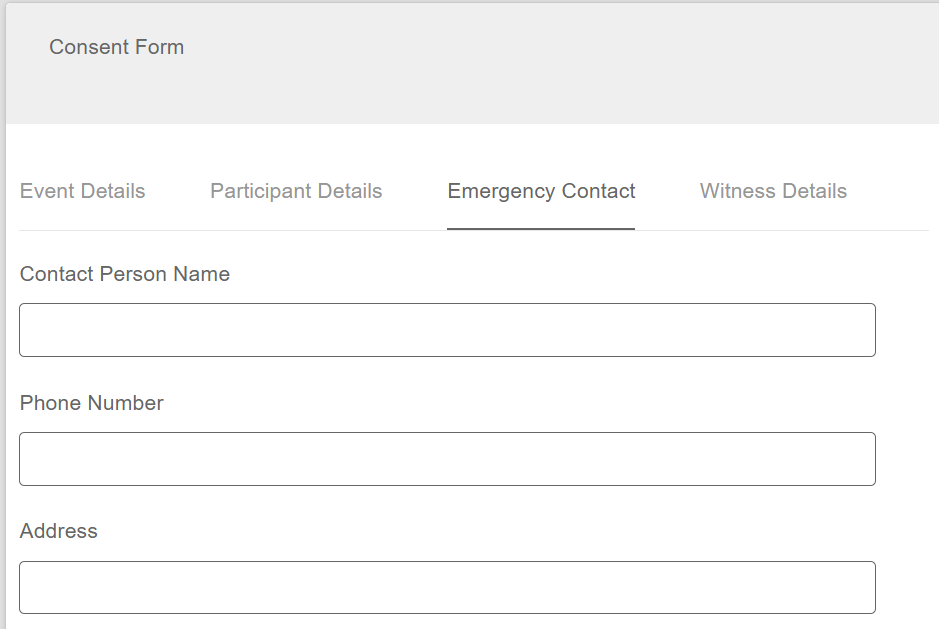 Consent Form
Event Details Participant Details Emergency Contact Witness Details
Contact Person Name
Phone Number
Address